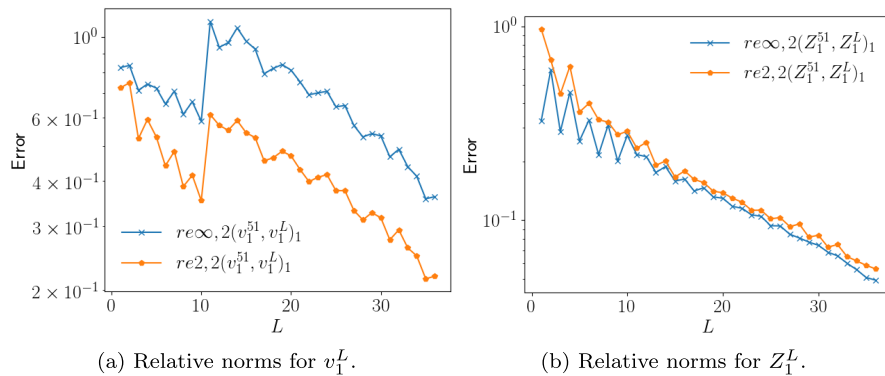 10⁰
6 × 10⁻¹
4 × 10⁻¹
3 × 10⁻¹
2 × 10⁻¹
Error
re∞, 2(v₁⁵¹, v₁ᴸ)₁
re2, 2(v₁⁵¹, v₁ᴸ)₁
0 10 20 30
L
(a) Relative norms for v₁ᴸ.
10⁰
10⁻¹
Error
re∞, 2(Z₁⁵¹, Z₁ᴸ)₁
re2, 2(Z₁⁵¹, Z₁ᴸ)₁
0 10 20 30
L
(b) Relative norms for Z₁ᴸ.